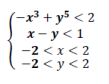 −x³ + y⁵ < 2
x − y < 1
−2 < x < 2
−2 < y < 2